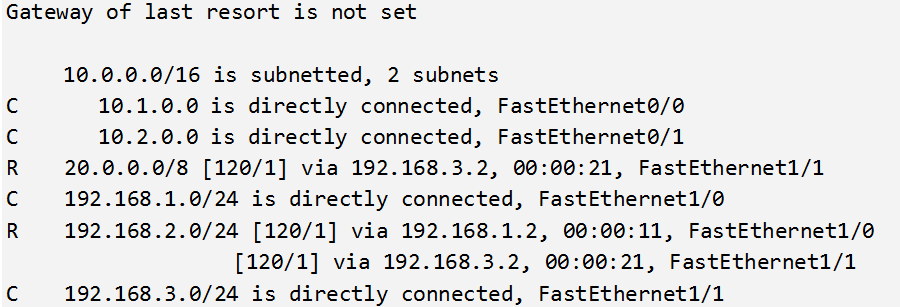 Gateway of last resort is not set
10.0.0.0/16 is subnetted, 2 subnets
C 10.1.0.0 is directly connected, FastEthernet0/0
C 10.2.0.0 is directly connected, FastEthernet0/1
R 20.0.0.0/8 [120/1] via 192.168.3.2, 00:00:21, FastEthernet1/1
C 192.168.1.0/24 is directly connected, FastEthernet1/0
R 192.168.2.0/24 [120/1] via 192.168.1.2, 00:00:11, FastEthernet1/0
[120/1] via 192.168.3.2, 00:00:21, FastEthernet1/1
C 192.168.3.0/24 is directly connected, FastEthernet1/1